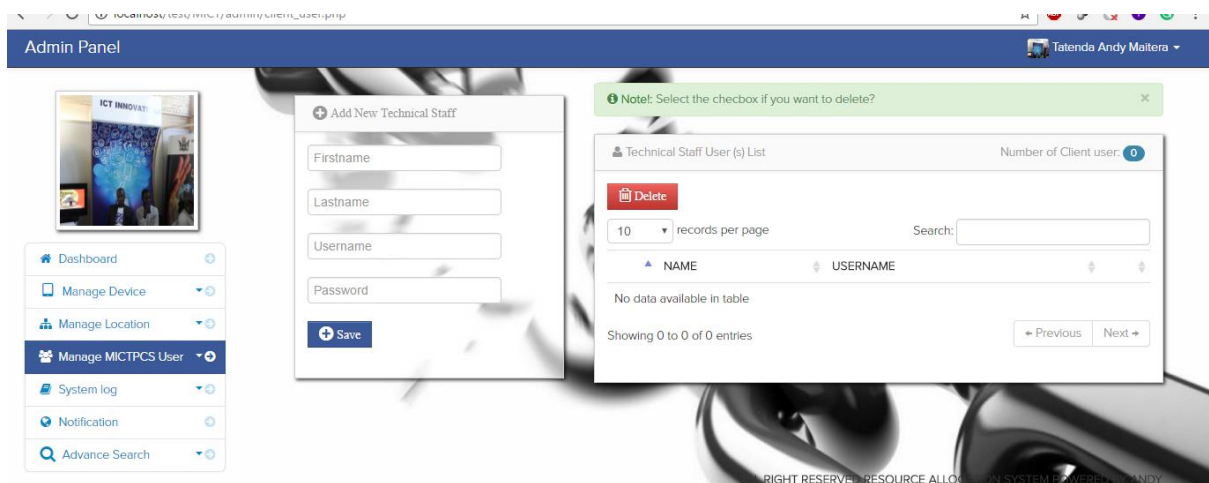 localhost/test/MICT/admin/client_user.php
Admin Panel
Tatenda Andy Maitera
ICT INNOVATI
Dashboard
Manage Device
Manage Location
Manage MICTPCS User
System log
Notification
Advance Search
Add New Technical Staff
Firstname
Lastname
Username
Password
Save
Note!: Select the checbox if you want to delete?
×
Technical Staff User (s) List
Number of Client user: 0
Delete
10 records per page
Search:
NAME USERNAME
No data available in table
Showing 0 to 0 of 0 entries
← Previous Next →
RIGHT RESERVED RESOURCE ALLOC ON SYSTEM POWERED ANDY